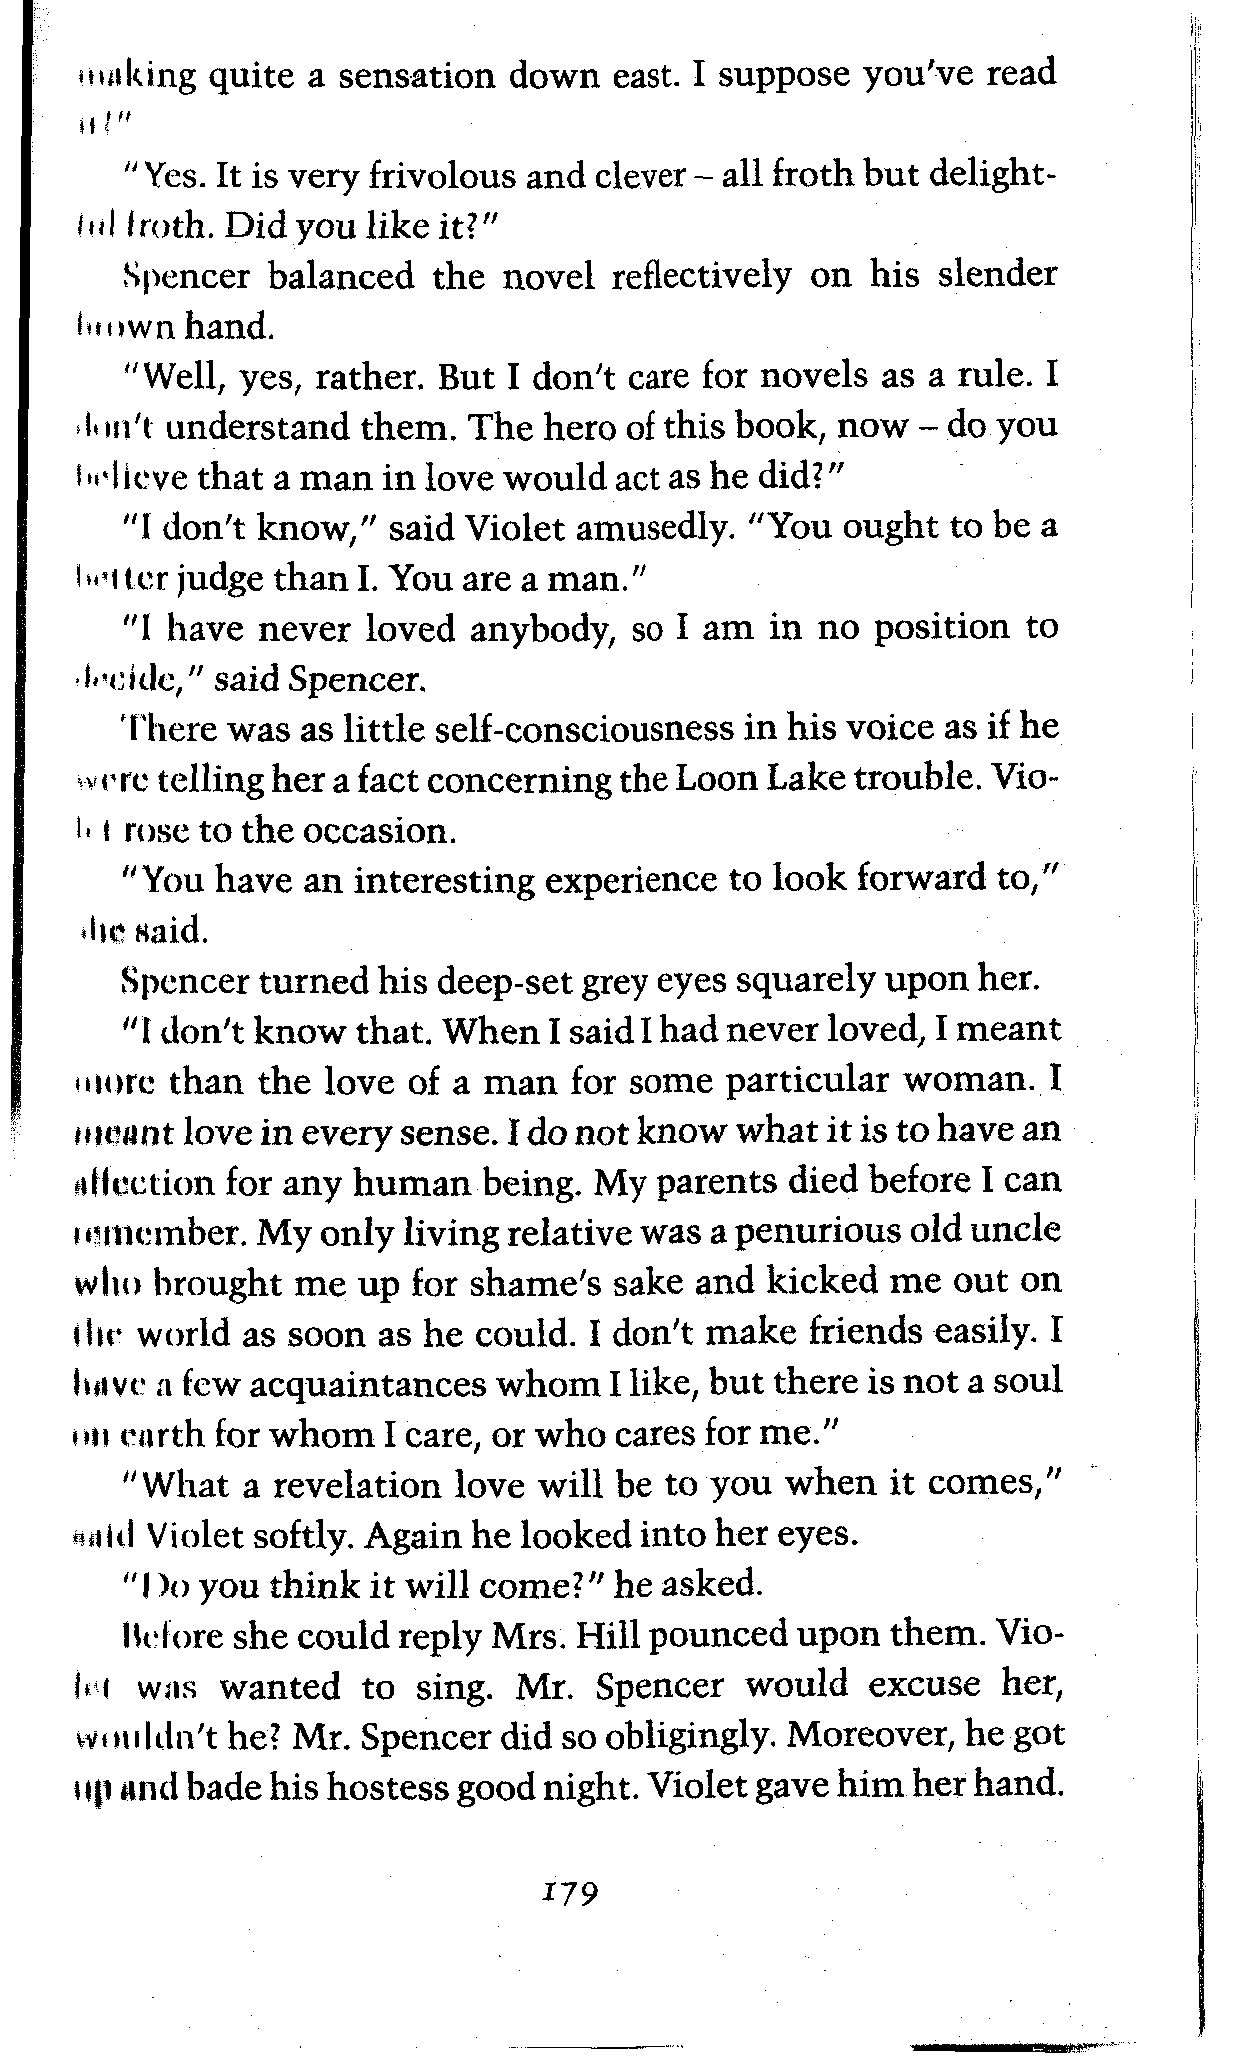 making quite a sensation down east. I suppose you've read
it?"
"Yes. It is very frivolous and clever – all froth but delight-
ful froth. Did you like it?"
Spencer balanced the novel reflectively on his slender
brown hand.
"Well, yes, rather. But I don't care for novels as a rule. I
don't understand them. The hero of this book, now – do you
believe that a man in love would act as he did?"
"I don't know," said Violet amusedly. "You ought to be a
better judge than I. You are a man."
"I have never loved anybody, so I am in no position to
decide," said Spencer.
There was as little self-consciousness in his voice as if he
were telling her a fact concerning the Loon Lake trouble. Vio-
let rose to the occasion.
"You have an interesting experience to look forward to,"
she said.
Spencer turned his deep-set grey eyes squarely upon her.
"I don't know that. When I said I had never loved, I meant
more than the love of a man for some particular woman. I
meant love in every sense. I do not know what it is to have an
affection for any human being. My parents died before I can
remember. My only living relative was a penurious old uncle
who brought me up for shame's sake and kicked me out on
the world as soon as he could. I don't make friends easily. I
have a few acquaintances whom I like, but there is not a soul
on earth for whom I care, or who cares for me."
"What a revelation love will be to you when it comes,"
said Violet softly. Again he looked into her eyes.
"Do you think it will come?" he asked.
Before she could reply Mrs. Hill pounced upon them. Vio-
let was wanted to sing. Mr. Spencer would excuse her,
wouldn't he? Mr. Spencer did so obligingly. Moreover, he got
up and bade his hostess good night. Violet gave him her hand.
179